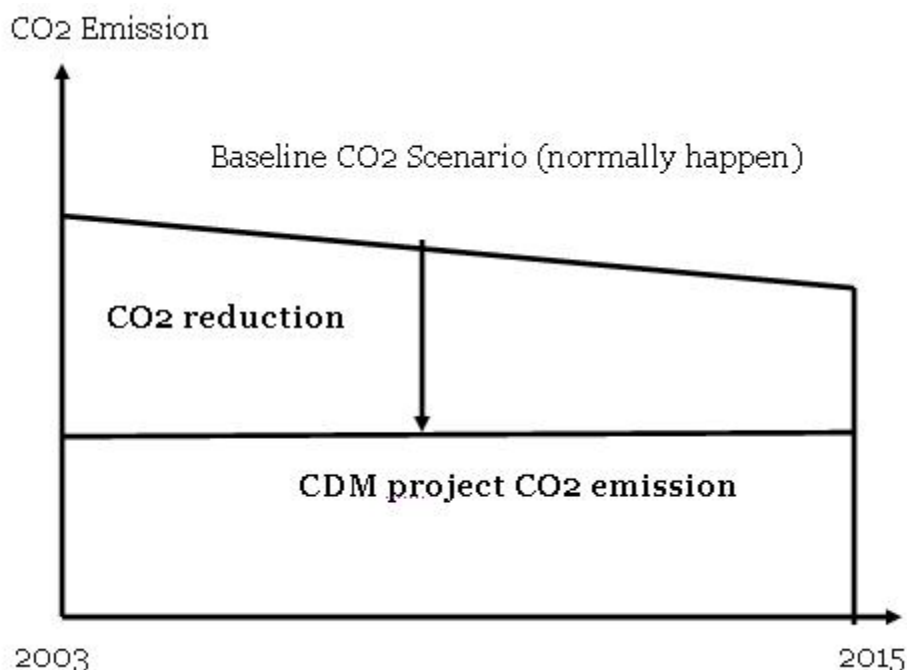 CO2 Emission
Baseline CO2 Scenario (normally happen)
CO2 reduction
CDM project CO2 emission
2003
2015